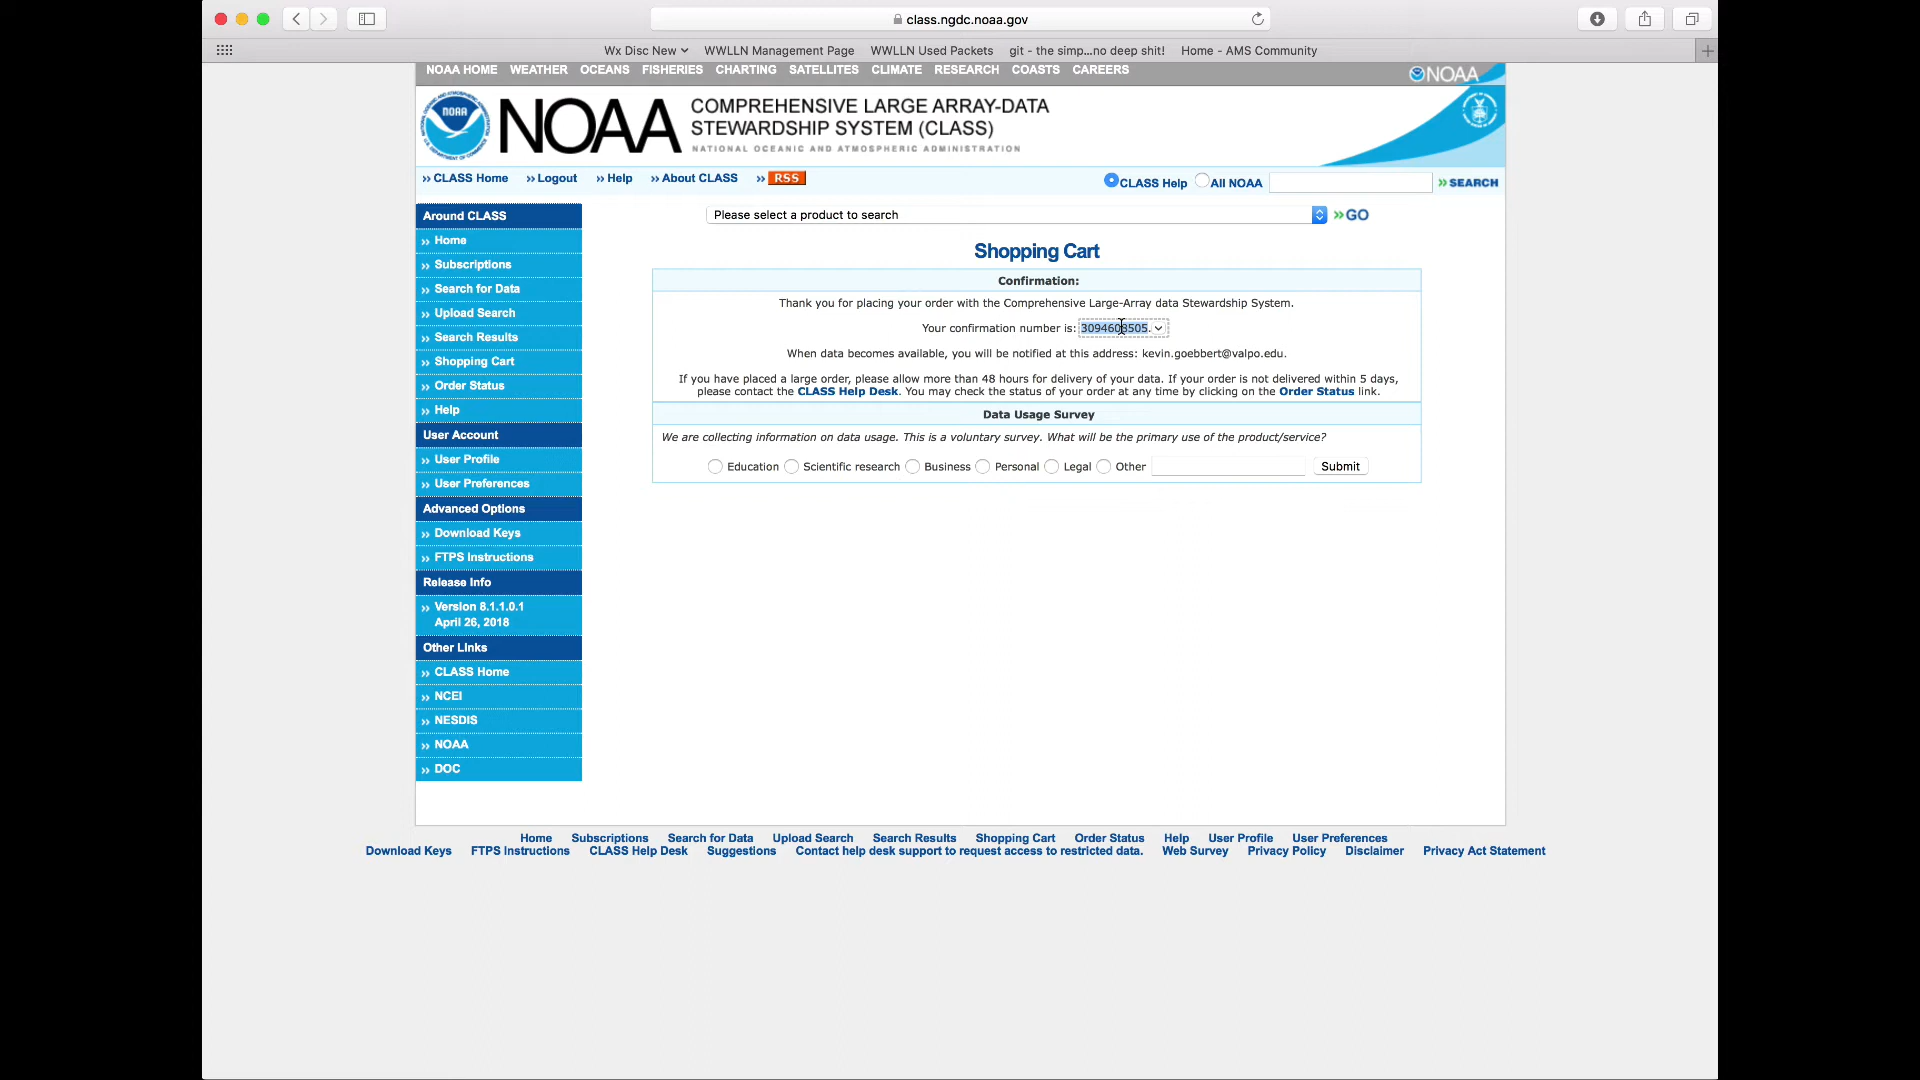 class.ngdc.noaa.gov
Wx Disc New
WWLLN Management Page
WWLLN Used Packets
git - the simp...no deep shit!
Home - AMS Community
NOAA HOME WEATHER OCEANS FISHERIES CHARTING SATELLITES CLIMATE RESEARCH COASTS CAREERS
NOAA
NOAA
NOAA
COMPREHENSIVE LARGE ARRAY-DATA
STEWARDSHIP SYSTEM (CLASS)
NATIONAL OCEANIC AND ATMOSPHERIC ADMINISTRATION
» CLASS Home » Logout » Help » About CLASS » RSS
CLASS Help All NOAA » SEARCH
Please select a product to search
» GO
Around CLASS
» Home
» Subscriptions
» Search for Data
» Upload Search
» Search Results
» Shopping Cart
» Order Status
» Help
User Account
» User Profile
» User Preferences
Advanced Options
» Download Keys
» FTPS Instructions
Release Info
» Version 8.1.1.0.1
April 26, 2018
Other Links
» CLASS Home
» NCEI
» NESDIS
» NOAA
» DOC
Shopping Cart
Confirmation:
Thank you for placing your order with the Comprehensive Large-Array data Stewardship System.
Your confirmation number is:
When data becomes available, you will be notified at this address: kevin.goebbert@valpo.edu.
If you have placed a large order, please allow more than 48 hours for delivery of your data. If your order is not delivered within 5 days,
please contact the CLASS Help Desk. You may check the status of your order at any time by clicking on the Order Status link.
Data Usage Survey
We are collecting information on data usage. This is a voluntary survey. What will be the primary use of the product/service?
Education Scientific research Business Personal Legal Other Submit
Home Subscriptions Search for Data Upload Search Search Results Shopping Cart Order Status Help User Profile User Preferences
Download Keys FTPS Instructions CLASS Help Desk Suggestions Contact help desk support to request access to restricted data. Web Survey Privacy Policy Disclaimer Privacy Act Statement